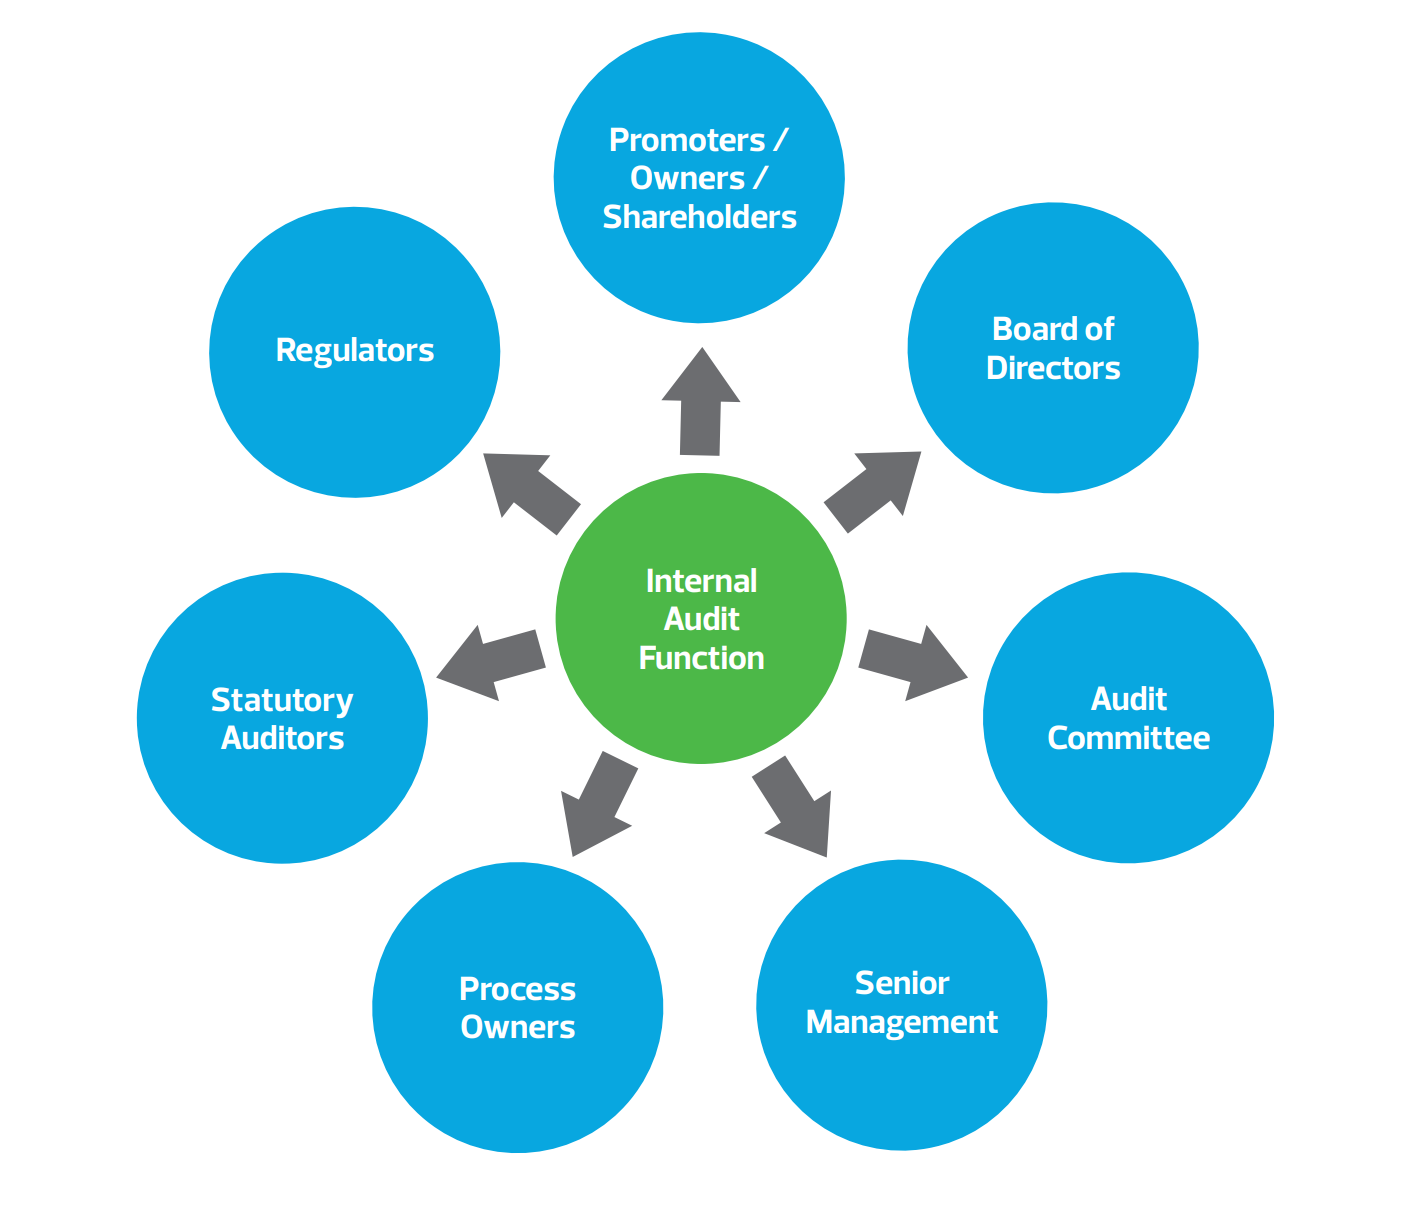 Promoters /
Owners /
Shareholders
Board of
Directors
Regulators
Internal
Audit
Function
Audit
Committee
Statutory
Auditors
Senior
Management
Process
Owners